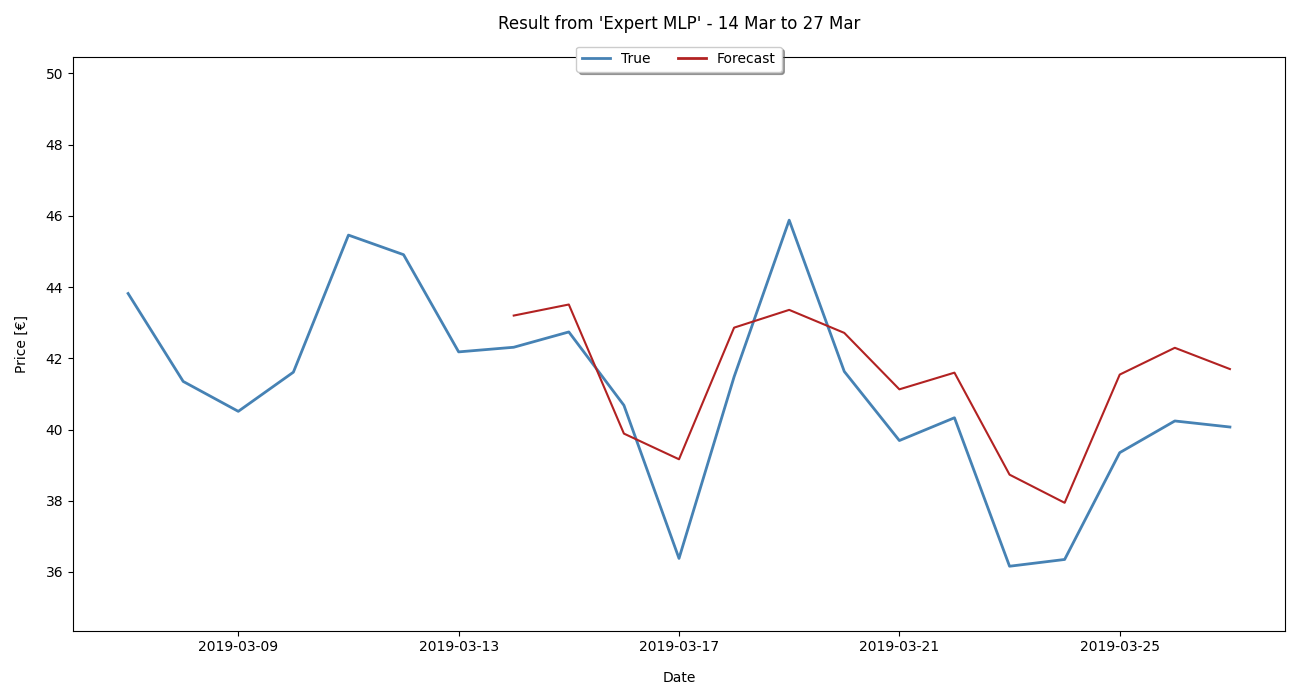 Result from 'Expert MLP' - 14 Mar to 27 Mar
True Forecast
Price [€]
50
48
46
44
42
40
38
36
2019-03-09 2019-03-13 2019-03-17 2019-03-21 2019-03-25
Date